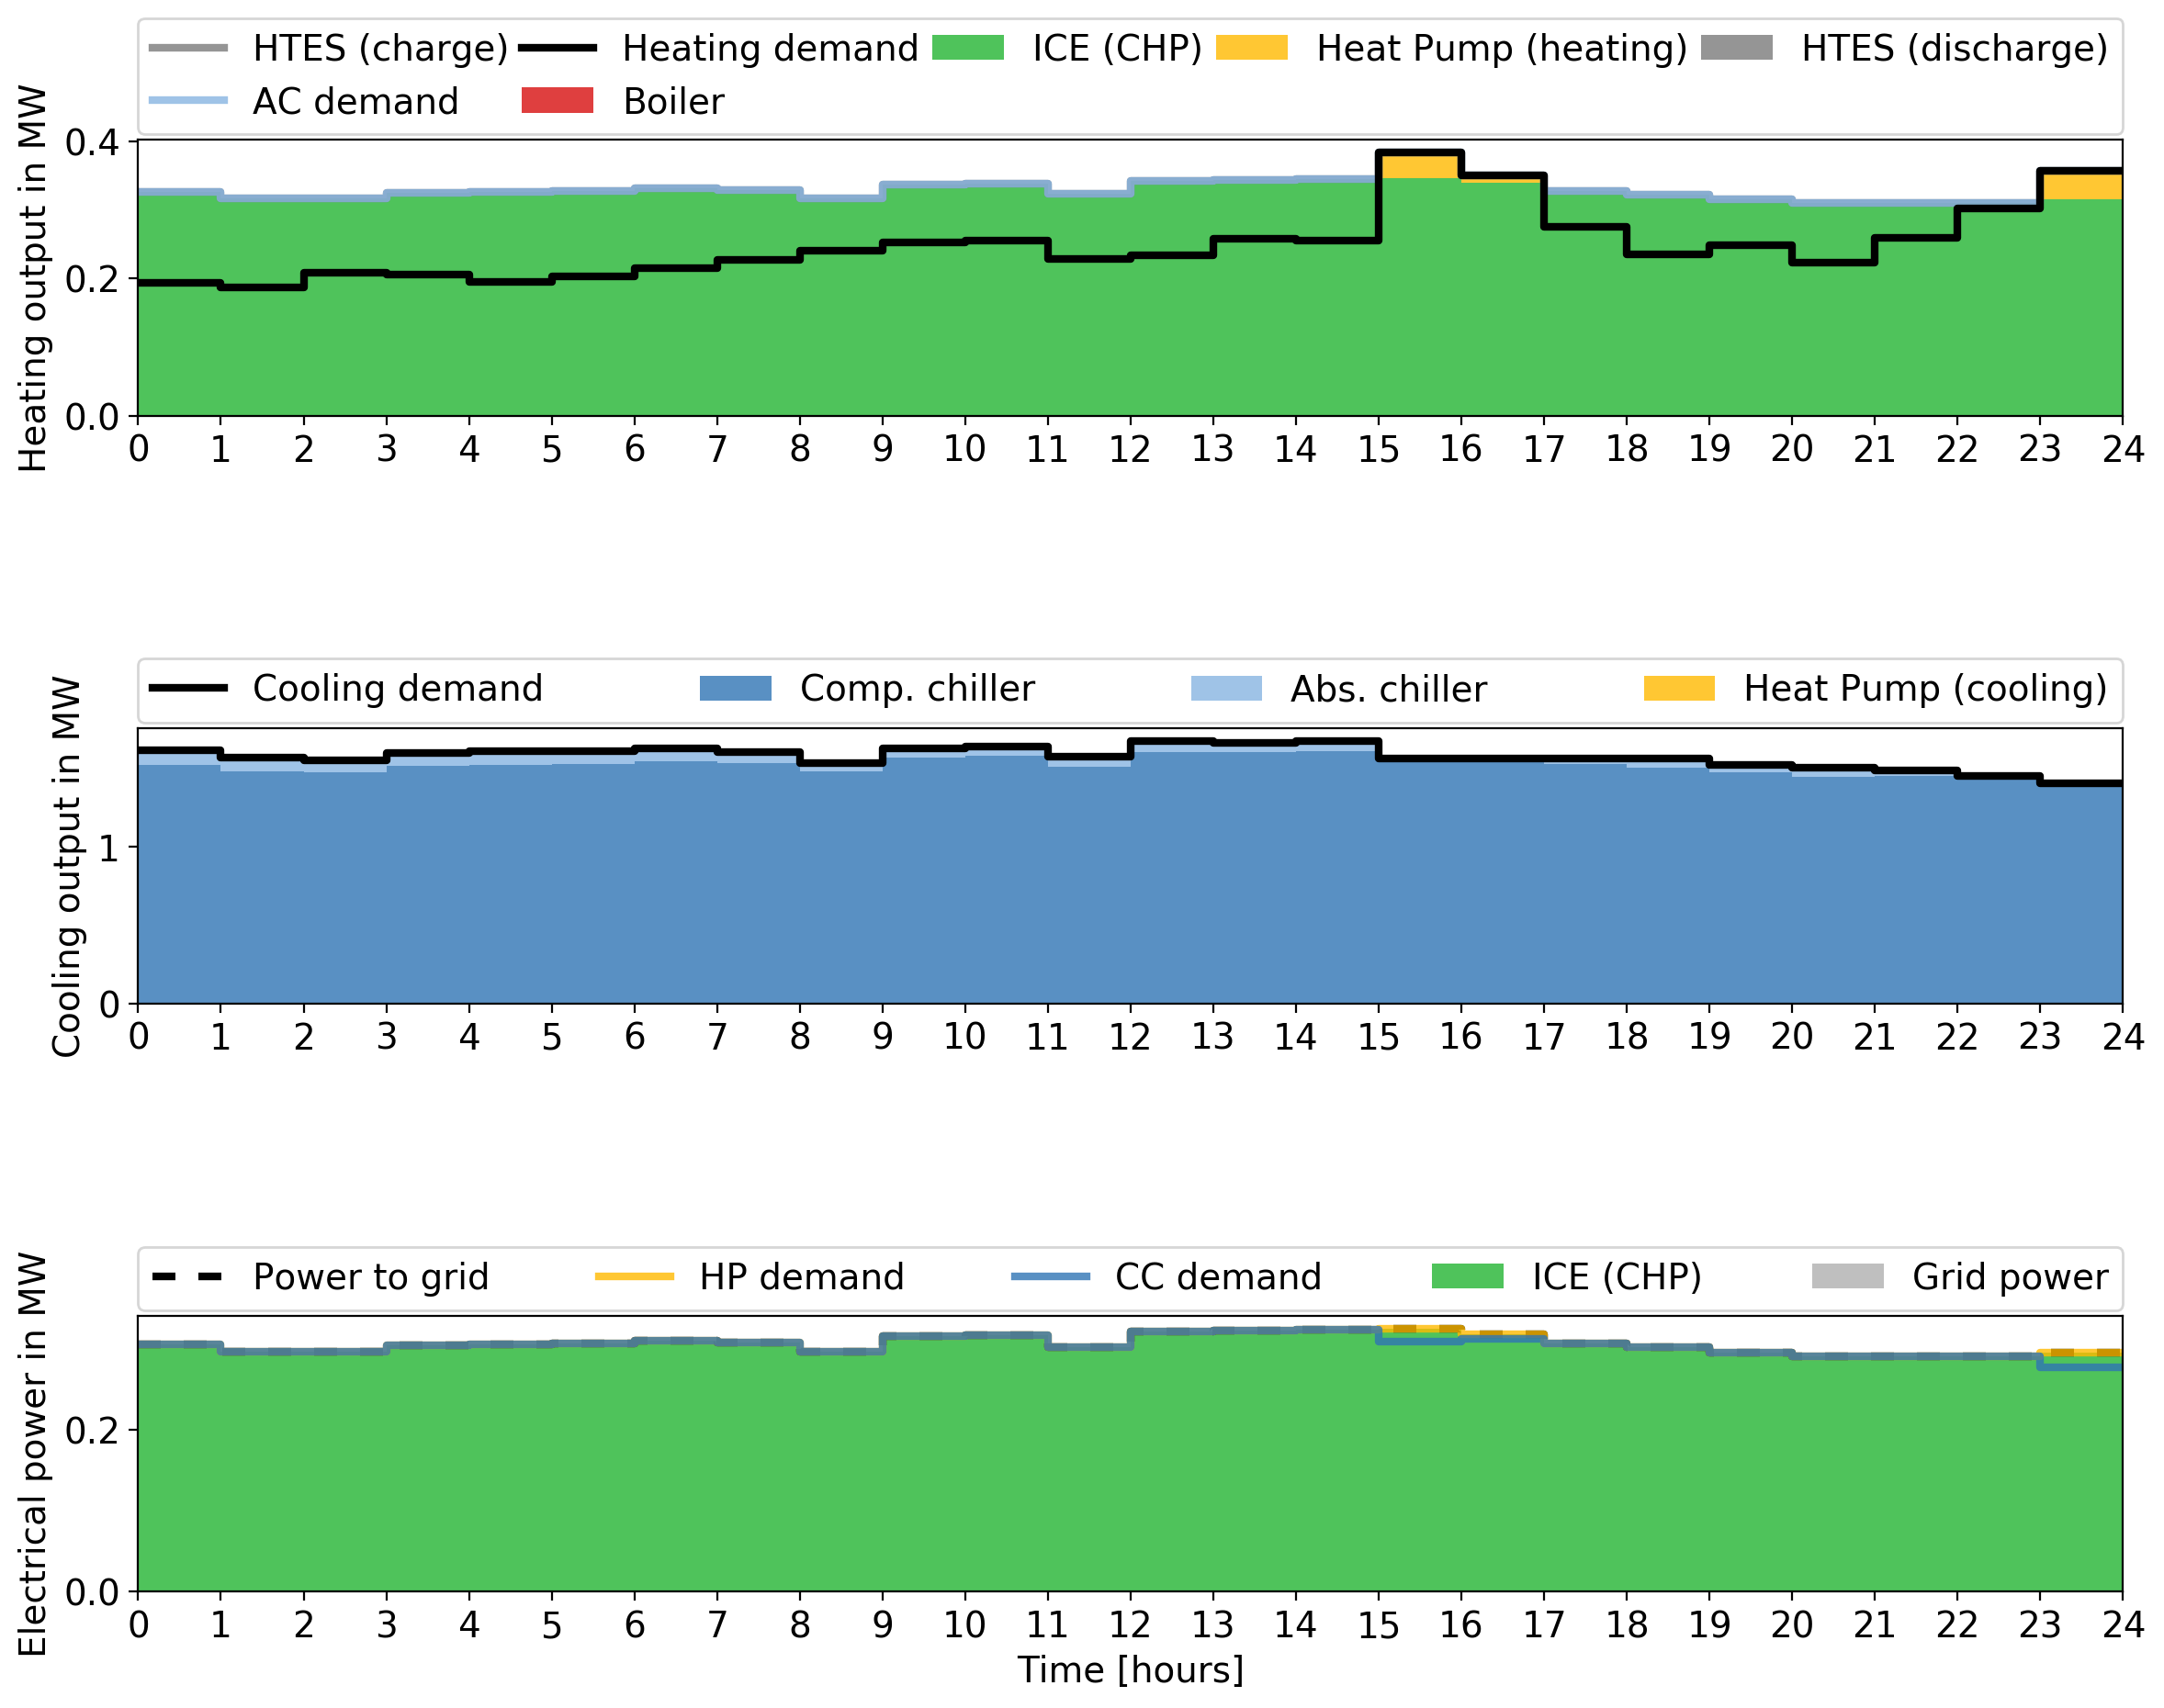 HTES (charge) Heating demand ICE (CHP) Heat Pump (heating) HTES (discharge)
AC demand Boiler
Heating output in MW
0.4
0.2
0.0
0 1 2 3 4 5 6 7 8 9 10 11 12 13 14 15 16 17 18 19 20 21 22 23 24
Cooling demand Comp. chiller Abs. chiller Heat Pump (cooling)
Cooling output in MW
1
0
0 1 2 3 4 5 6 7 8 9 10 11 12 13 14 15 16 17 18 19 20 21 22 23 24
Power to grid HP demand CC demand ICE (CHP) Grid power
Electrical power in MW
0.2
0.0
0 1 2 3 4 5 6 7 8 9 10 11 12 13 14 15 16 17 18 19 20 21 22 23 24
Time [hours]